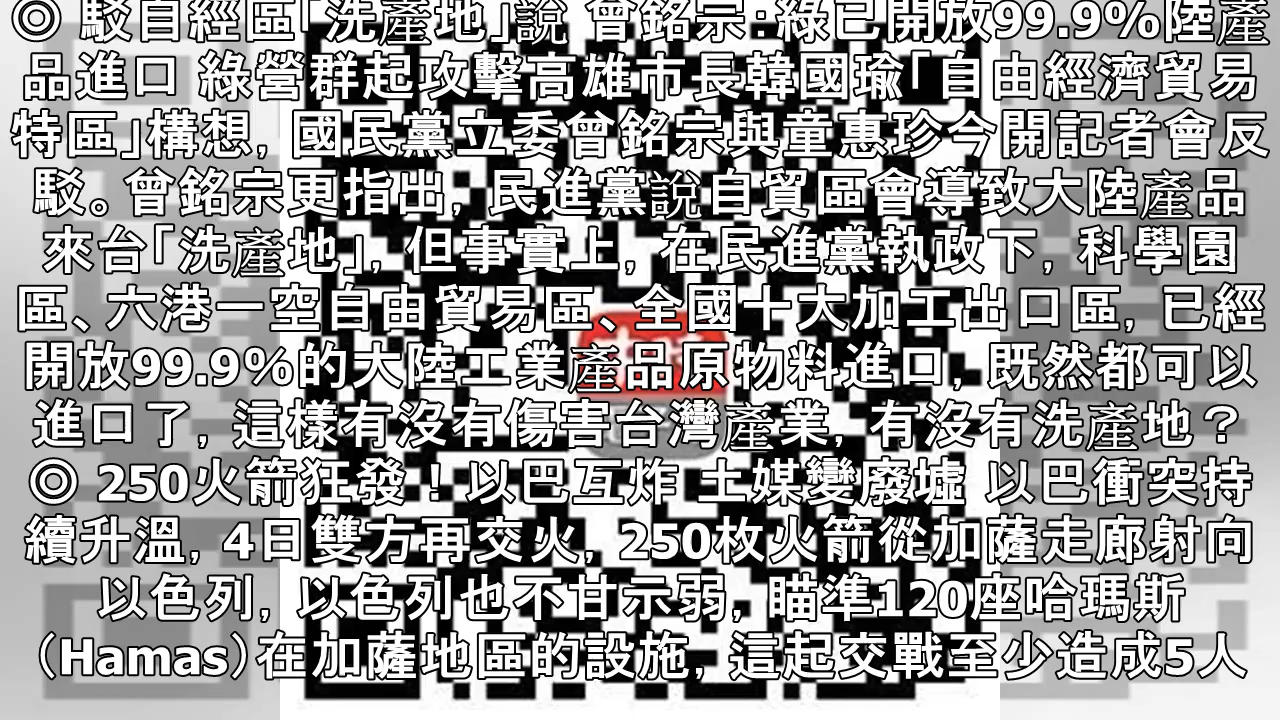 ◎ 駁自經區「洗產地」說 曾銘宗：綠已開放99.9%陸產
品進口 綠營群起攻擊高雄市長韓國瑜「自由經濟貿易
特區」構想，國民黨立委曾銘宗與童惠珍今開記者會反
駁。曾銘宗更指出，民進黨說自貿區會導致大陸產品
來台「洗產地」，但事實上，在民進黨執政下，科學園
區、六港一空自由貿易區、全國十大加工出口區，已經
開放99.9%的大陸工業產品原物料進口，既然都可以
進口了，這樣有沒有傷害台灣產業，有沒有洗產地？
◎ 250火箭狂發！以巴互炸 土媒變廢墟 以巴衝突持
續升溫，4日雙方再交火，250枚火箭從加薩走廊射向
以色列，以色列也不甘示弱，瞄準120座哈瑪斯
（Hamas）在加薩地區的設施，這起交戰至少造成5人